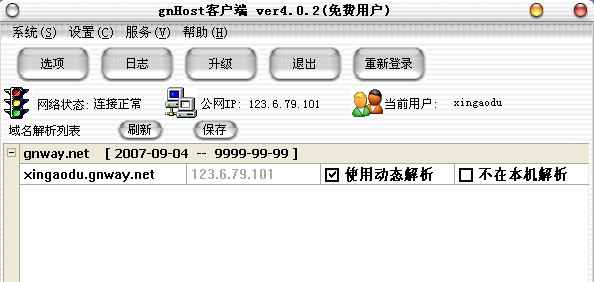 gnHost客户端 ver4.0.2(免费用户)
系统(S) 设置(C) 服务(V) 帮助(H)
选项 日志 升级 退出 重新登录
网络状态: 连接正常 公网IP: 123.6.79.101 当前用户: xingaodu
域名解析列表 刷新 保存
gnway.net [ 2007-09-04 -- 9999-99-99 ]
xingaodu.gnway.net 123.6.79.101 使用动态解析 不在本机解析